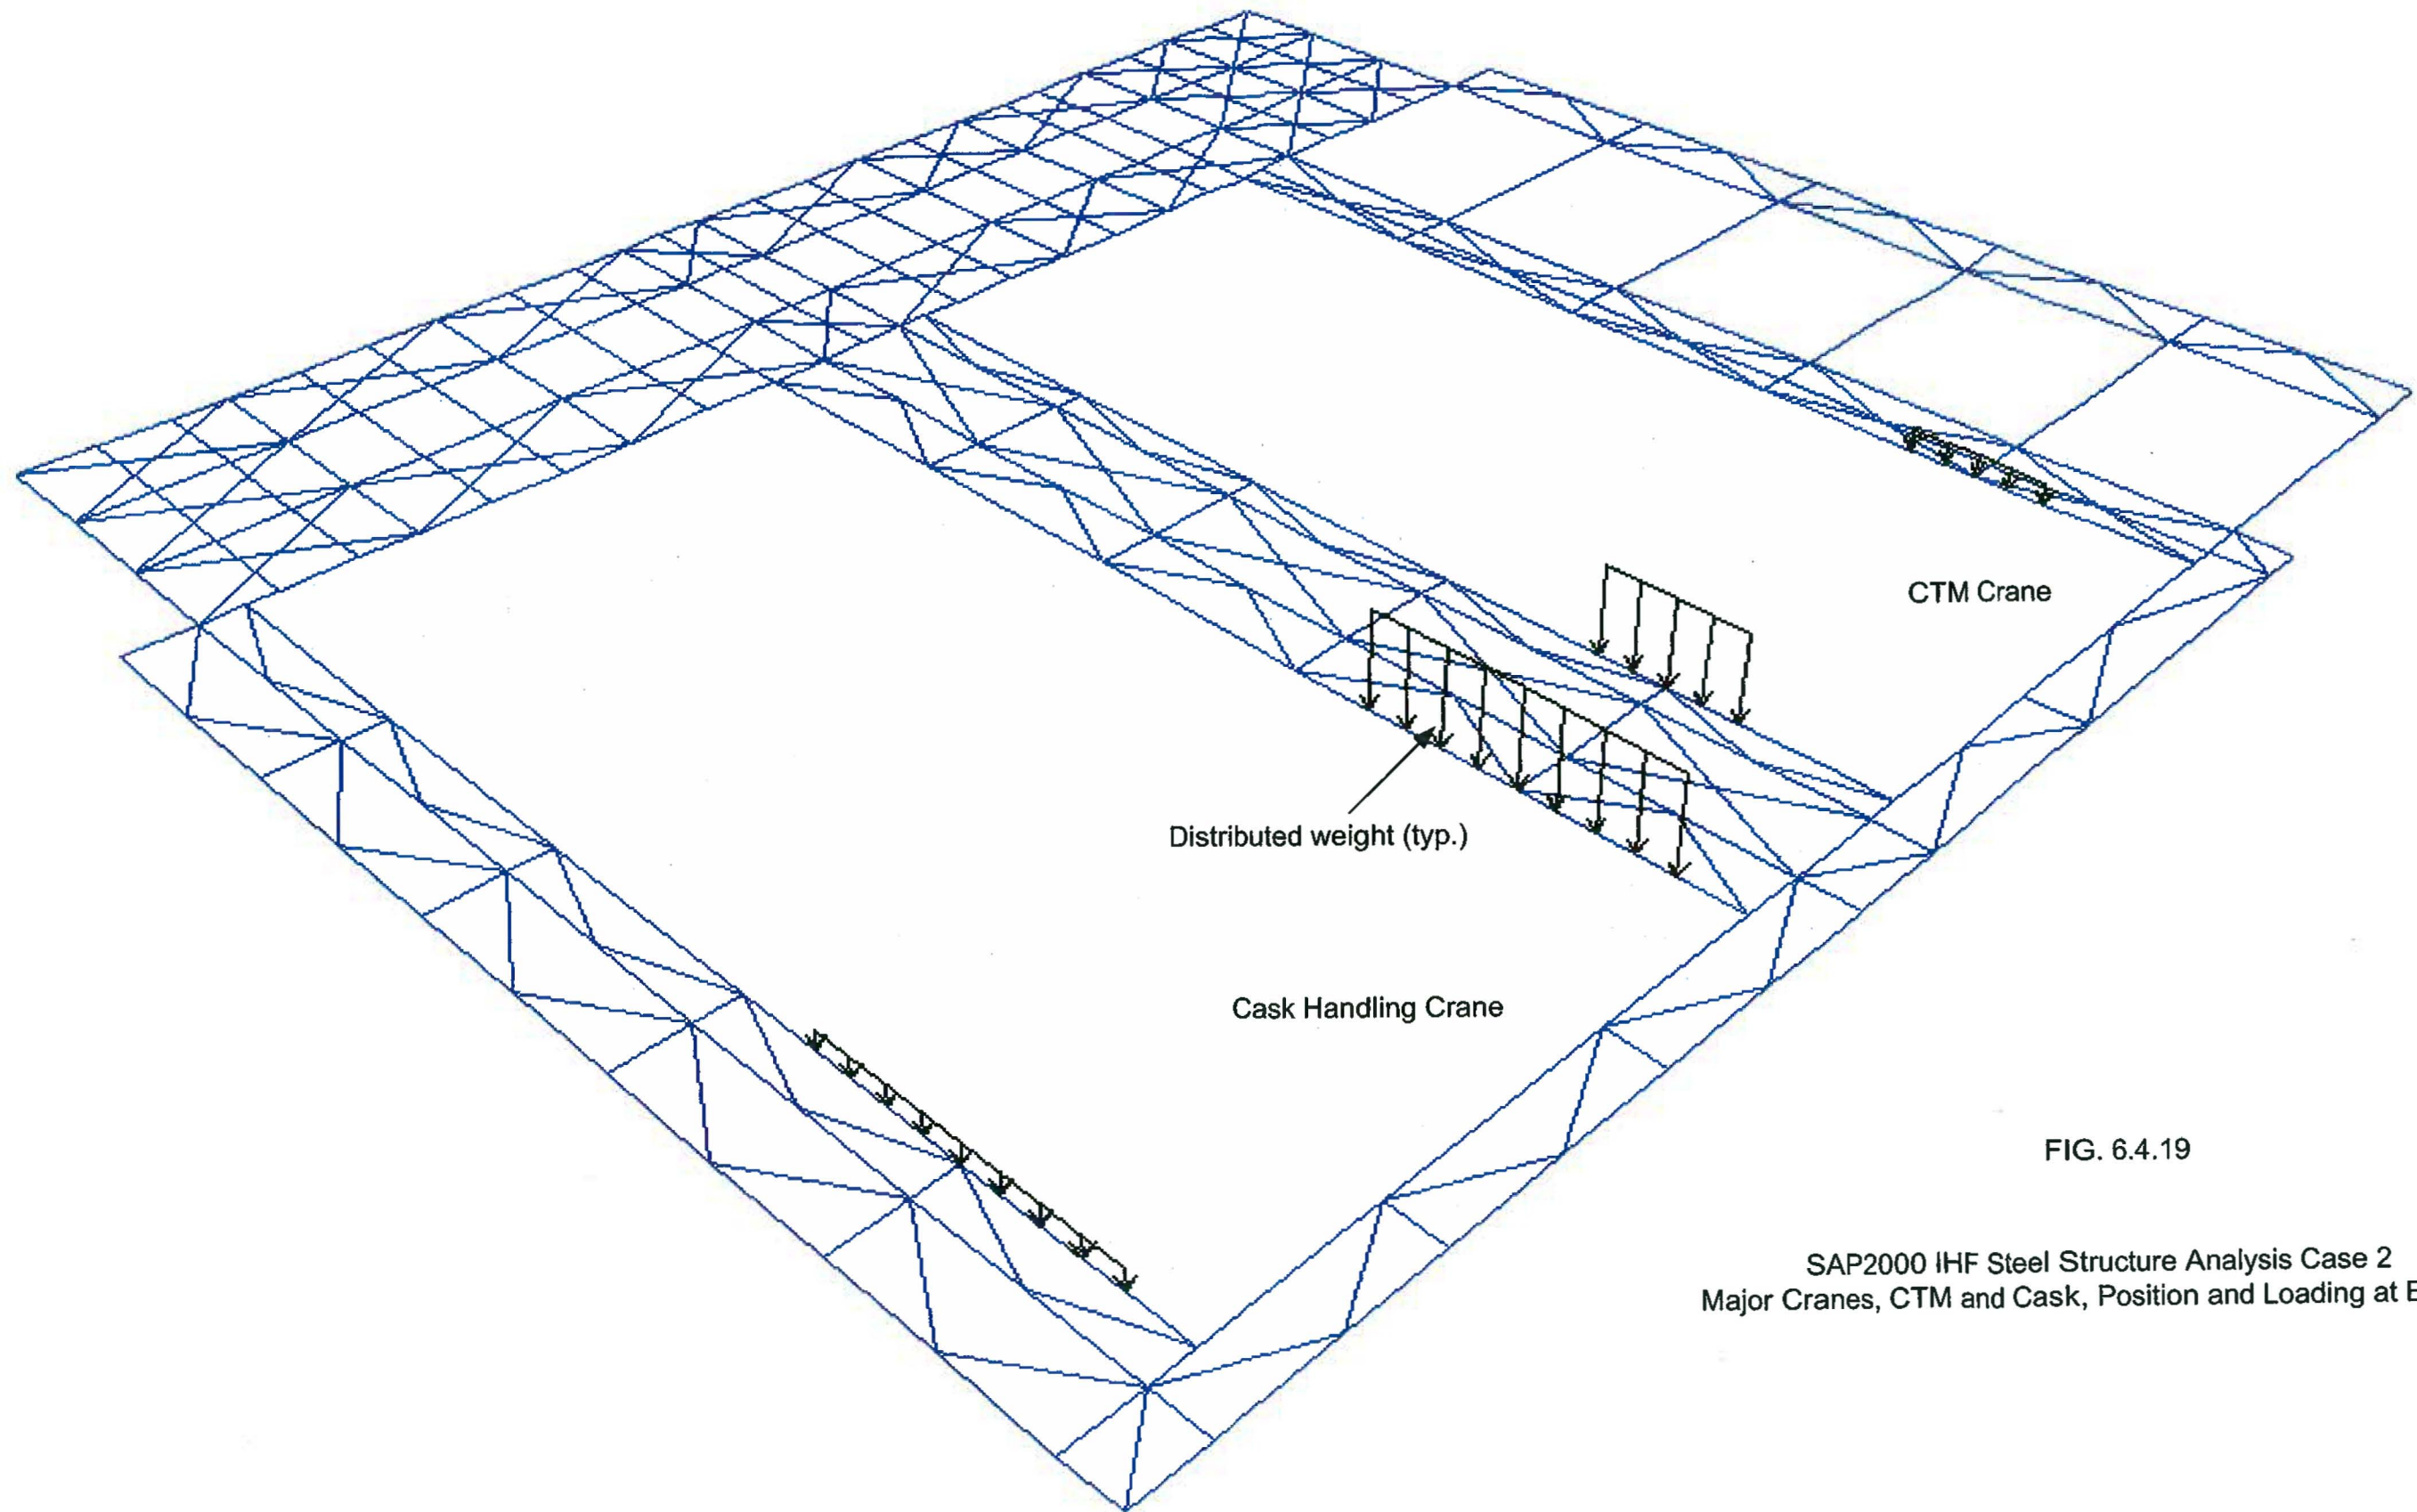 CTM Crane
Distributed weight (typ.)
Cask Handling Crane
FIG. 6.4.19
SAP2000 IHF Steel Structure Analysis Case 2
Major Cranes, CTM and Cask, Position and Loading at